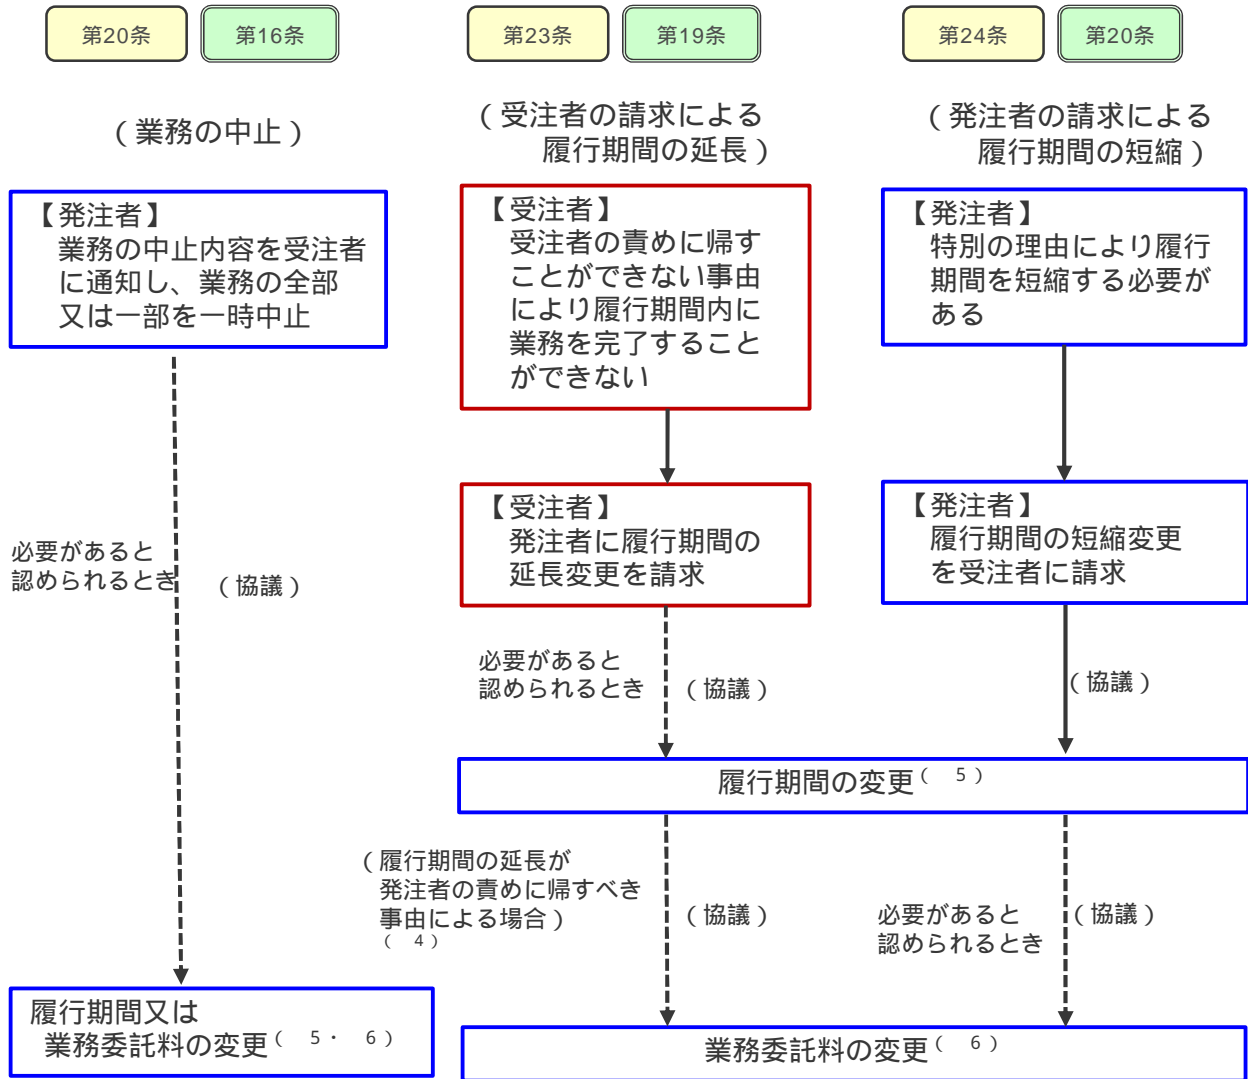 第20条
第16条
（業務の中止）
【発注者】
業務の中止内容を受注者
に通知し、業務の全部
又は一部を一時中止
必要があると
認められるとき
（協議）
履行期間又は
業務委託料の変更（　5・　6）
第23条
第19条
（受注者の請求による
履行期間の延長）
【受注者】
受注者の責めに帰す
ことができない事由
により履行期間内に
業務を完了すること
ができない
【受注者】
発注者に履行期間の
延長変更を請求
必要があると
認められるとき
（協議）
第24条
第20条
（発注者の請求による
履行期間の短縮）
【発注者】
特別の理由により履行
期間を短縮する必要が
ある
【発注者】
履行期間の短縮変更
を受注者に請求
（協議）
履行期間の変更（　5）
（履行期間の延長が
発注者の責めに帰すべき
事由による場合）
（　4）
（協議）
必要があると
認められるとき
（協議）
業務委託料の変更（　6）